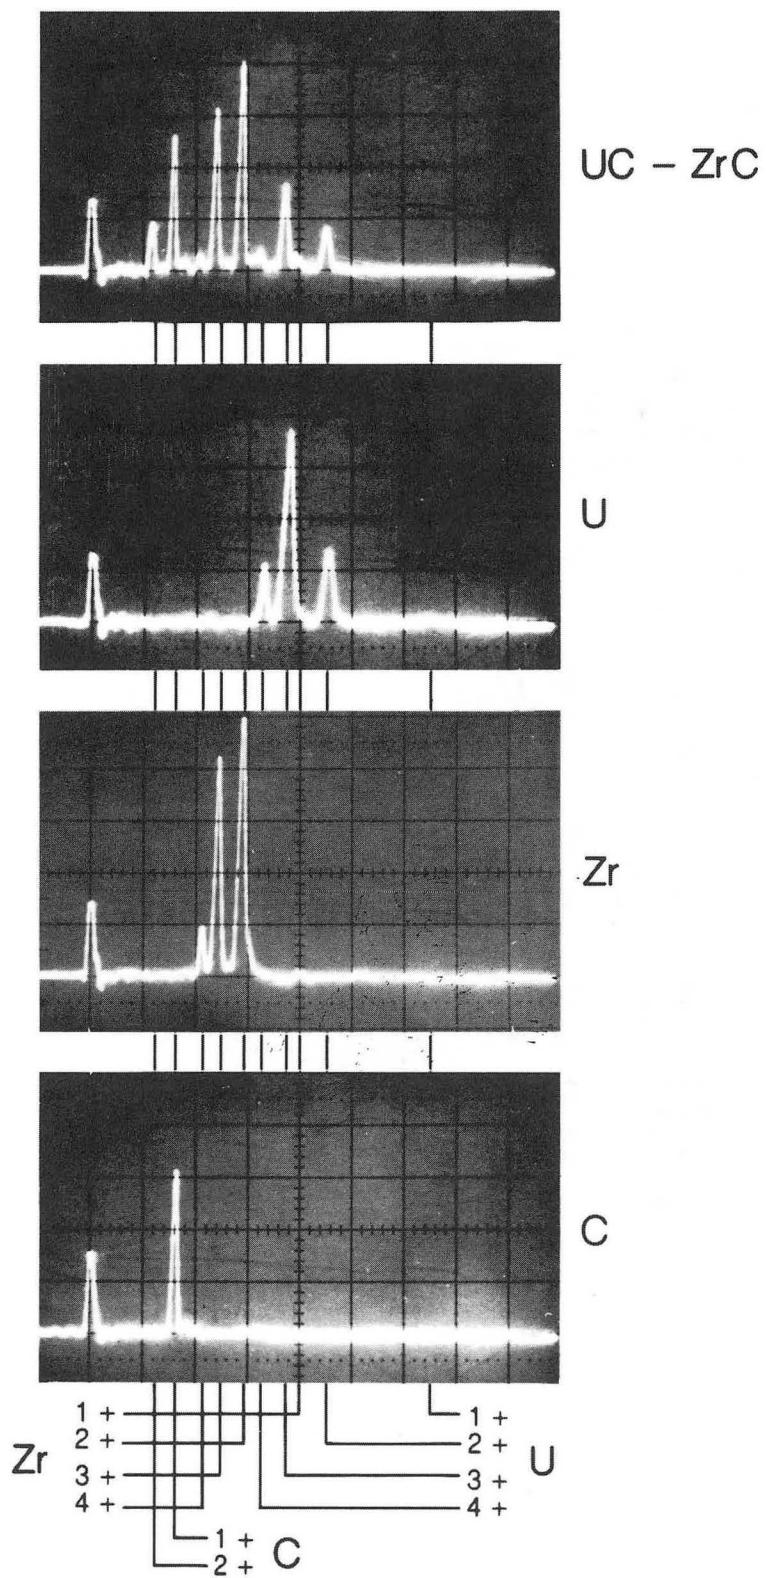 UC – ZrC
U
Zr
C
Zr
1 +
2 +
3 +
4 +
1 +
2 +
3 +
4 +
U
1 +
2 +
C